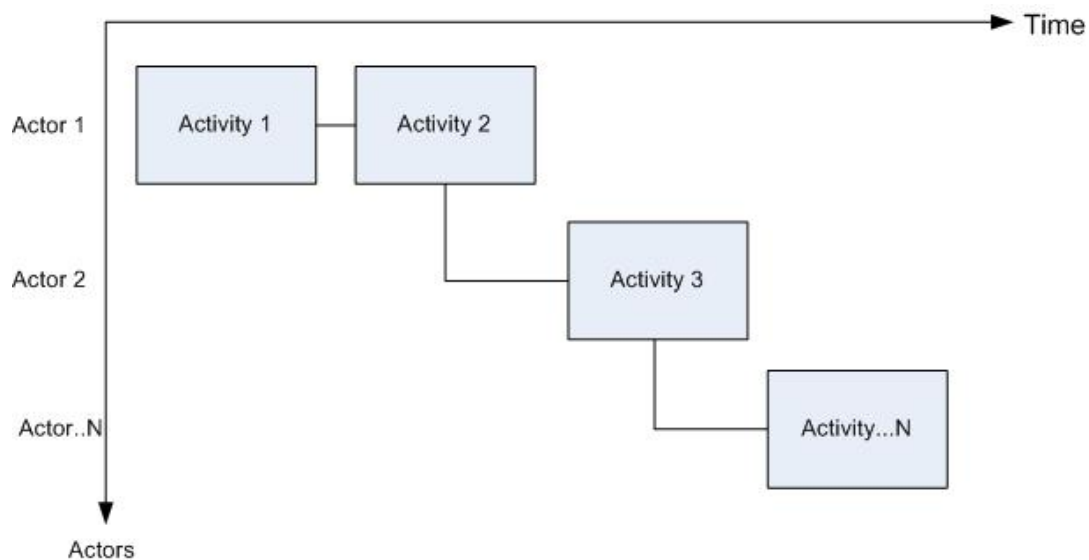 Time
Actor 1
Activity 1
Activity 2
Actor 2
Activity 3
Actor..N
Activity...N
Actors